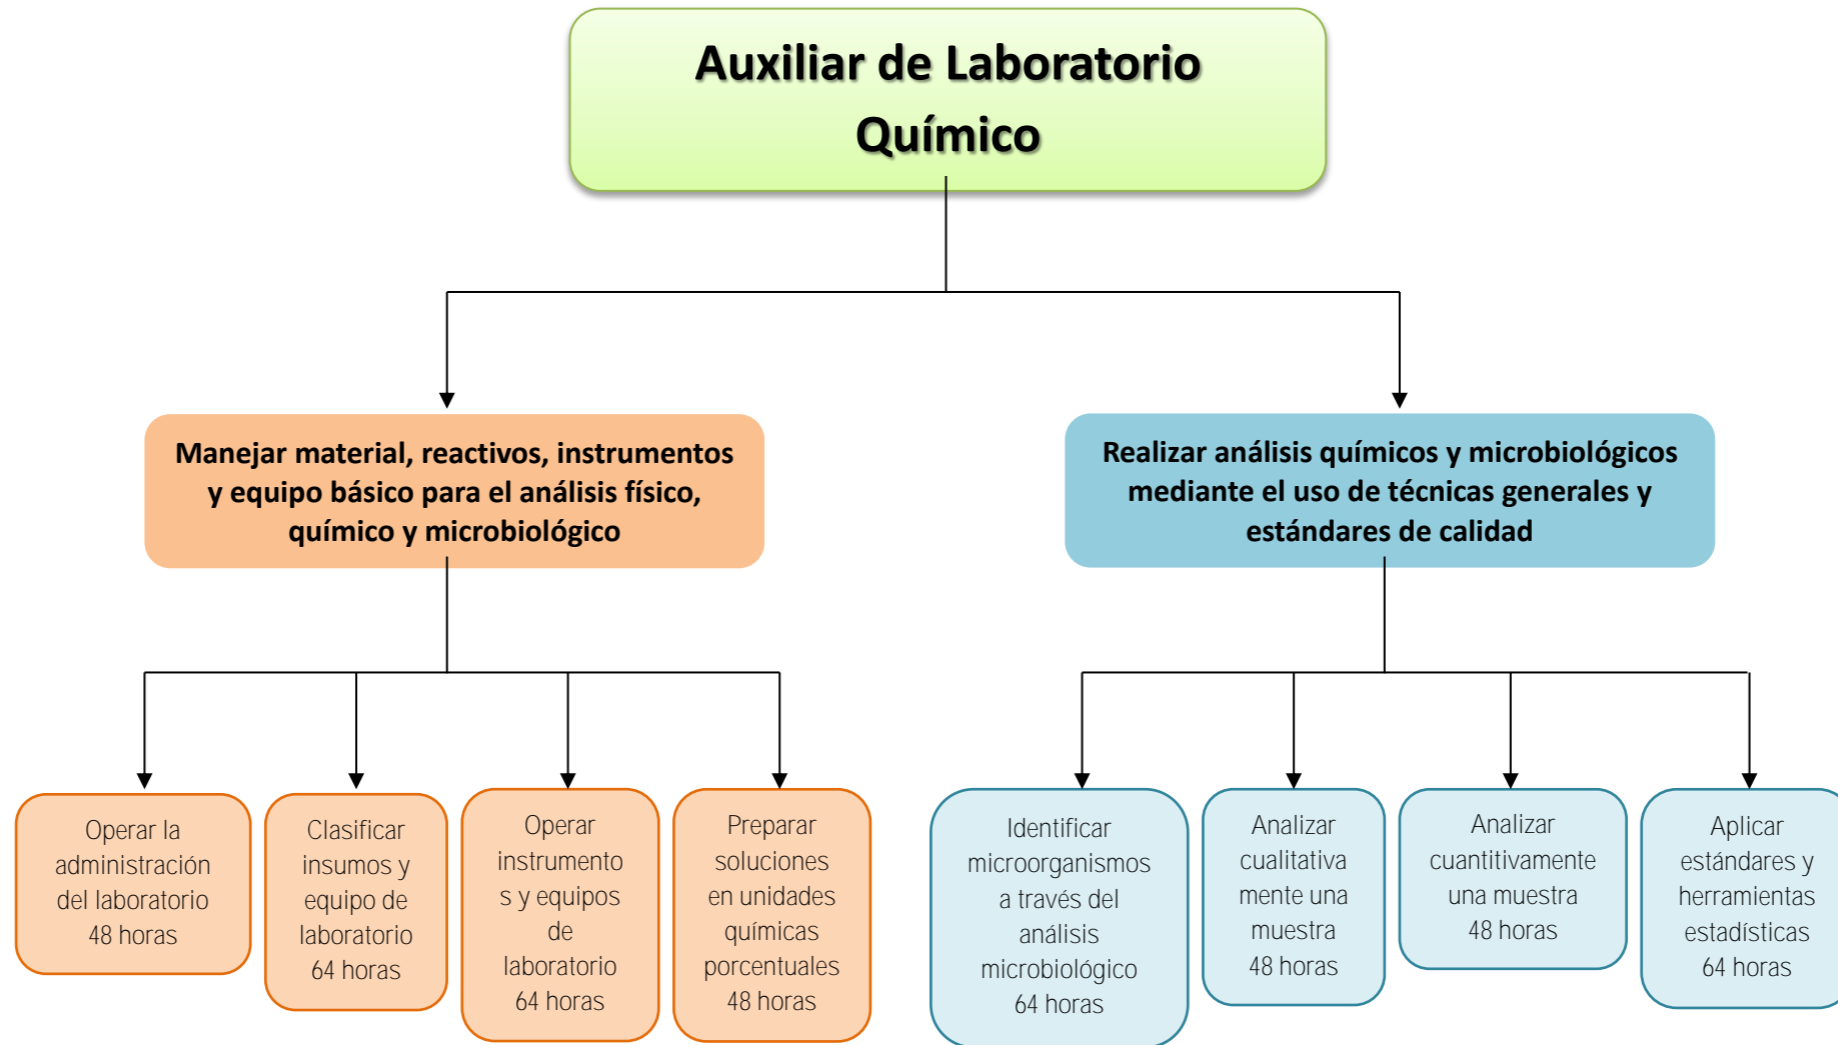 Auxiliar de Laboratorio
Químico
Manejar material, reactivos, instrumentos
y equipo básico para el análisis físico,
químico y microbiológico
Realizar análisis químicos y microbiológicos
mediante el uso de técnicas generales y
estándares de calidad
Operar la
administración
del laboratorio
48 horas
Clasificar
insumos y
equipo de
laboratorio
64 horas
Operar
instrumento
s y equipos
de
laboratorio
64 horas
Preparar
soluciones
en unidades
químicas
porcentuales
48 horas
Identificar
microorganismos
a través del
análisis
microbiológico
64 horas
Analizar
cualitativa
mente una
muestra
48 horas
Analizar
cuantitivamente
una muestra
48 horas
Aplicar
estándares y
herramientas
estadísticas
64 horas